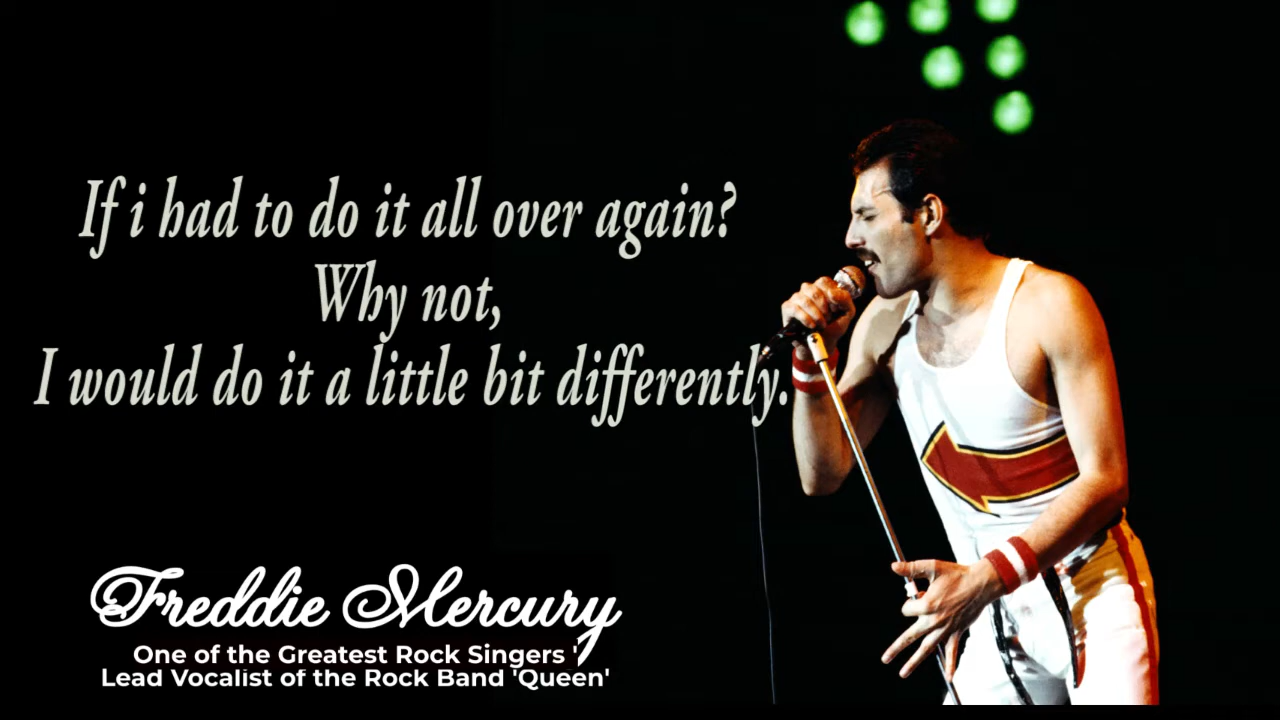 If i had to do it all over again?
Why not,
I would do it a little bit differently.
Freddie Mercury
One of the Greatest Rock Singers '
Lead Vocalist of the Rock Band 'Queen'